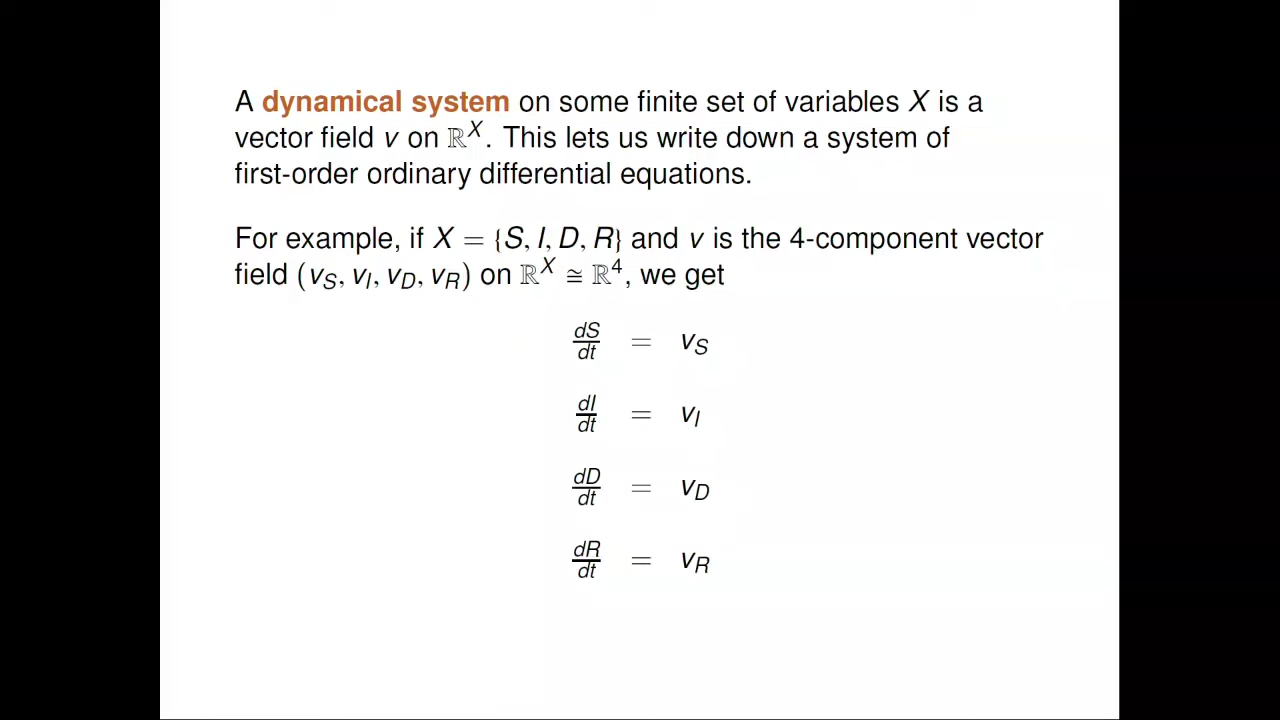 A dynamical system on some finite set of variables X is a
vector field v on ℝ^X. This lets us write down a system of
first-order ordinary differential equations.
For example, if X = {S, I, D, R} and v is the 4-component vector
field (v_S, v_I, v_D, v_R) on ℝ^X ≅ ℝ^4, we get
dS/dt = v_S
dI/dt = v_I
dD/dt = v_D
dR/dt = v_R